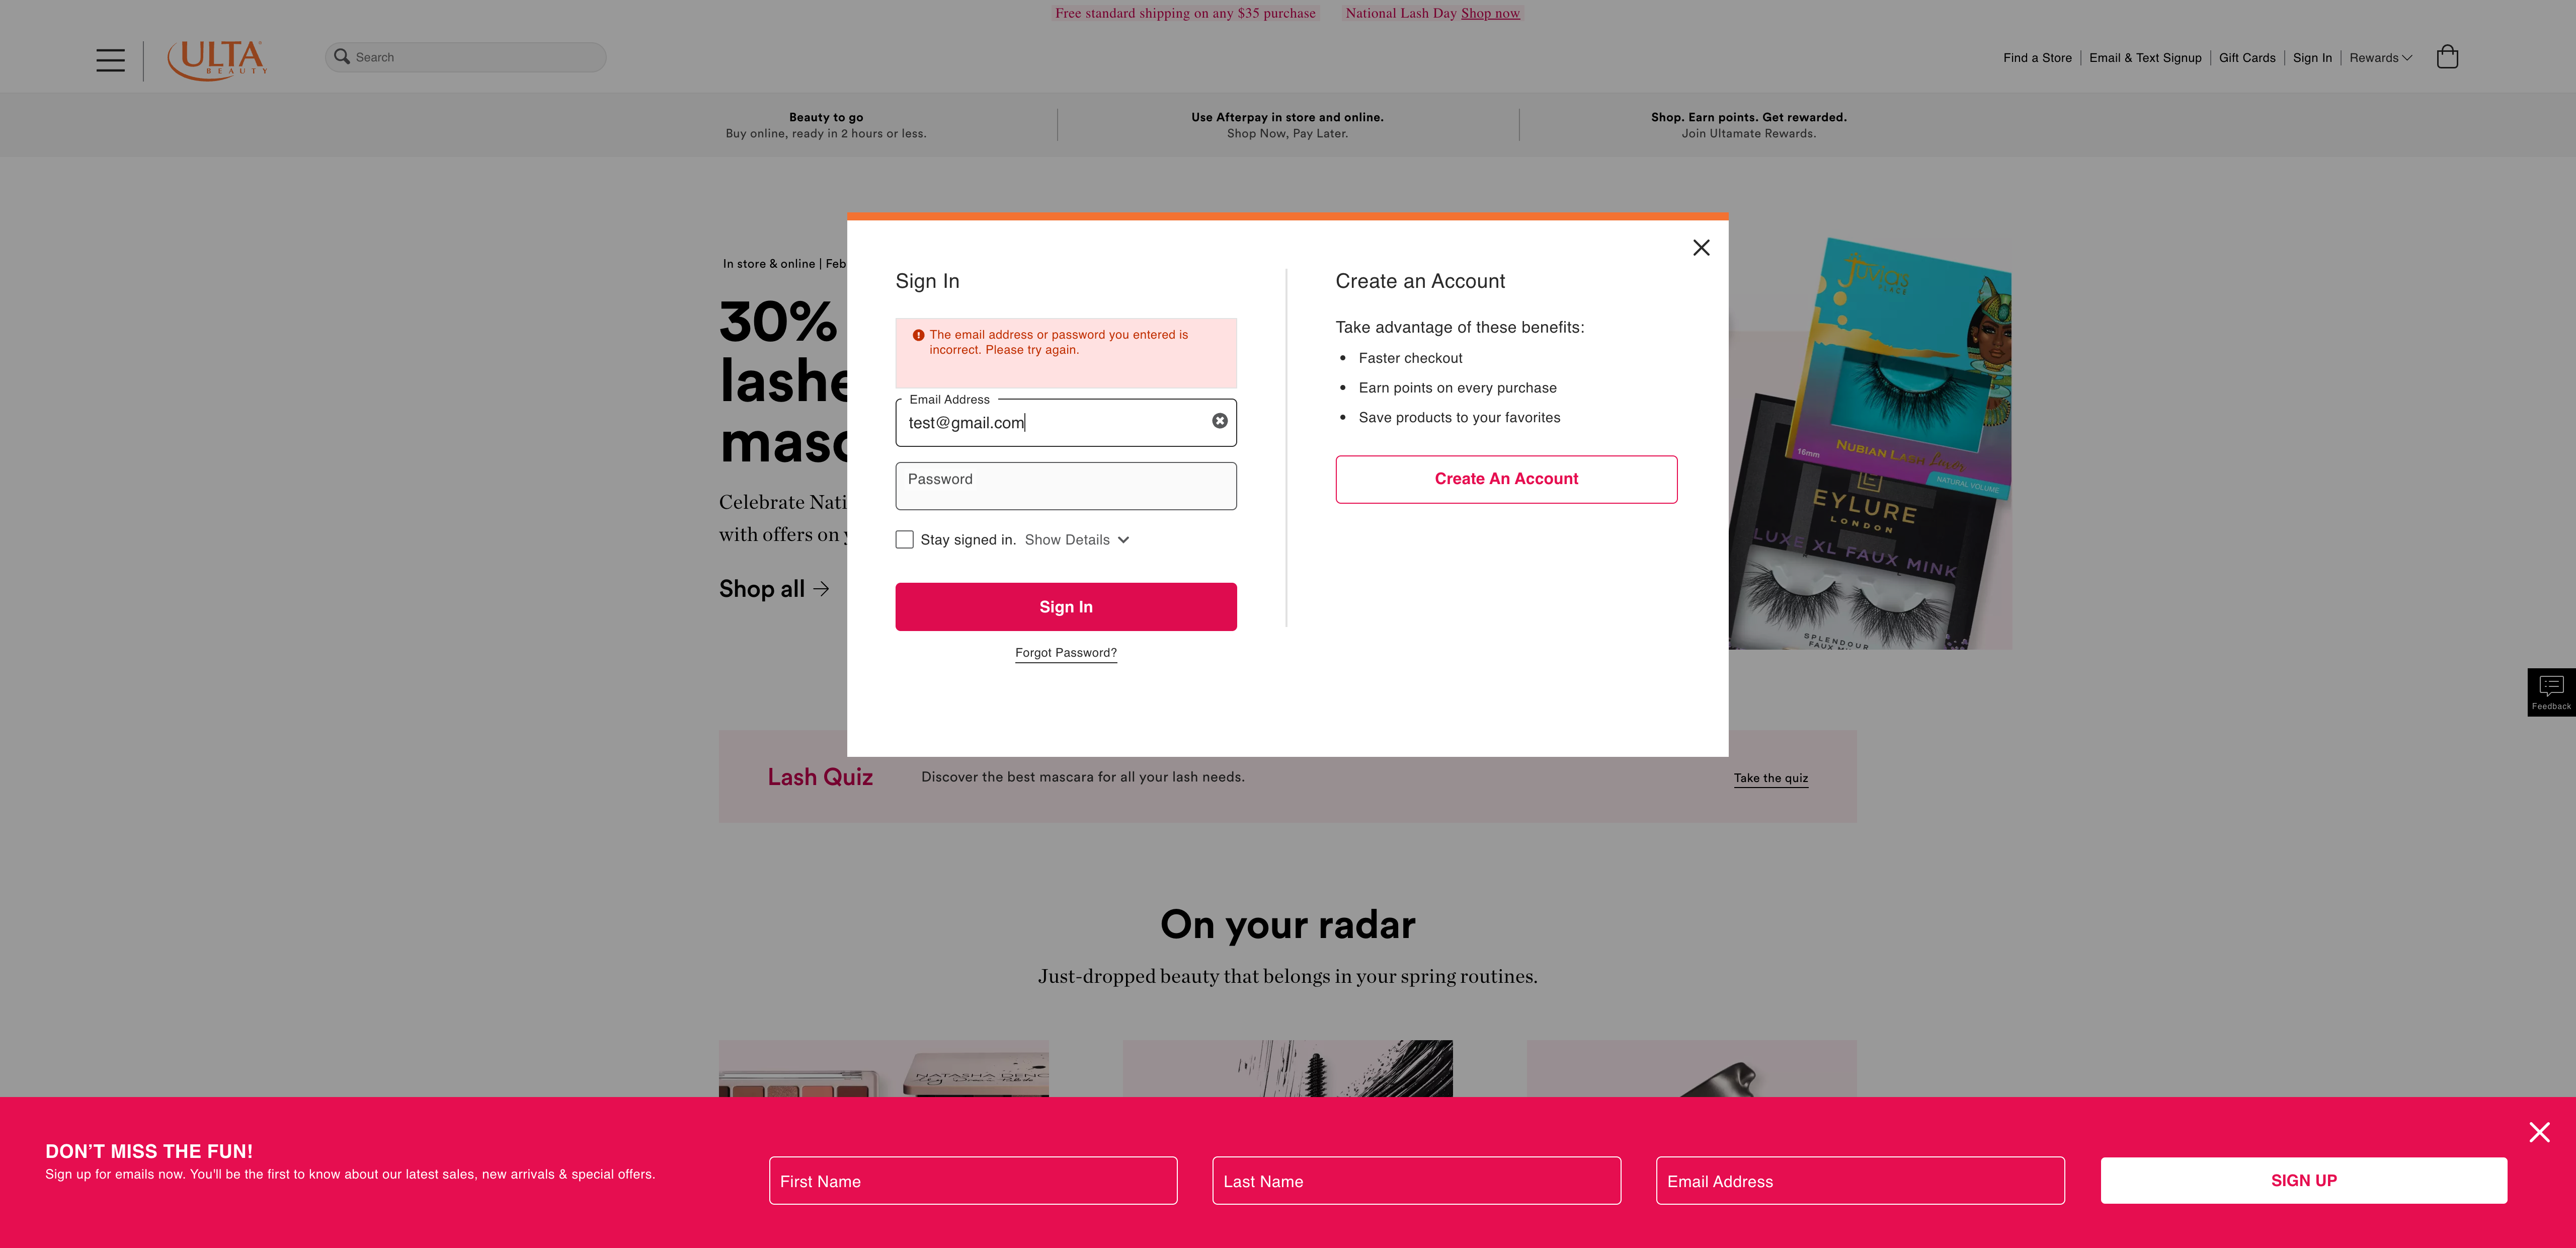 Free standard shipping on any $35 purchase
National Lash Day Shop now
ULTA
BEAUTY
Search
Find a Store
Email & Text Signup
Gift Cards
Sign In
Rewards
Beauty to go
Buy online, ready in 2 hours or less.
Use Afterpay in store and online.
Shop Now, Pay Later.
Shop. Earn points. Get rewarded.
Join Ultamate Rewards.
In store & online | Feb
30%
lashe
masc
Celebrate Nati
with offers on y
Shop all
Sign In
The email address or password you entered is
incorrect. Please try again.
Email Address
test@gmail.com
Password
Stay signed in. Show Details
Sign In
Forgot Password?
Create an Account
Take advantage of these benefits:
• Faster checkout
• Earn points on every purchase
• Save products to your favorites
Create An Account
Juvia's
PLACE
16mm
NUBIAN Lash Lover
NATURAL VOLUME
EYLURE
LONDON
LUXE XL FAUX MINK
SPLENDOUR
Feedback
Lash Quiz
Discover the best mascara for all your lash needs.
Take the quiz
On your radar
Just-dropped beauty that belongs in your spring routines.
NATASHA DENO
DON'T MISS THE FUN!
Sign up for emails now. You'll be the first to know about our latest sales, new arrivals & special offers.
First Name
Last Name
Email Address
SIGN UP